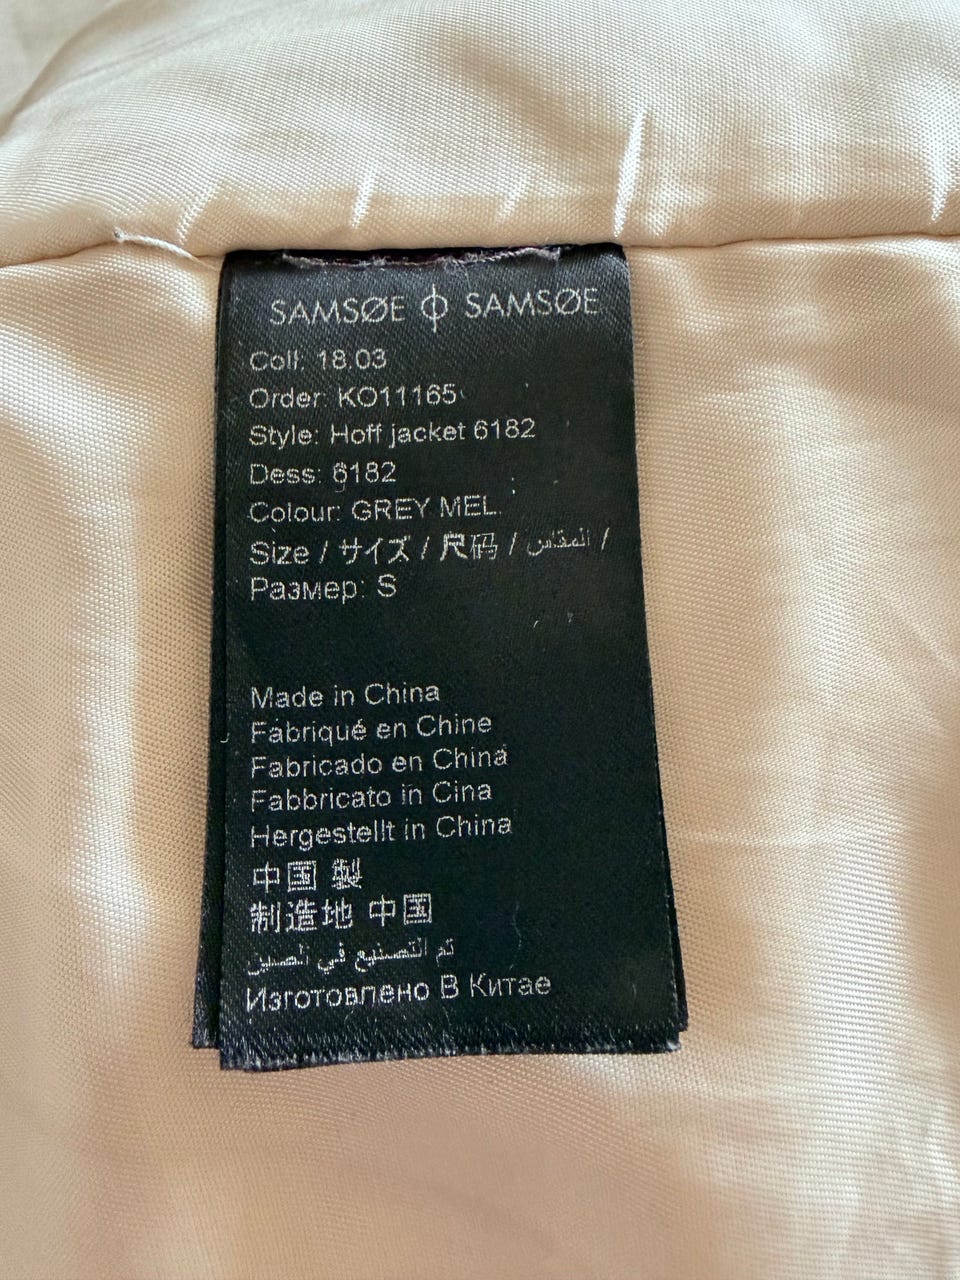 SAMSØE ϕ SAMSØE
Coll. 18.03
Order: KO11165
Style: Hoff jacket 6182
Dess: 6182
Colour: GREY MEL.
Size / サイズ / 尺码 / المقاس /
Размер: S
Made in China
Fabriqué en Chine
Fabricado en China
Fabbricato in Cina
Hergestellt in China
中国 製
制造地 中国
تم التصنيع في الصين
Изготовлено В Китае